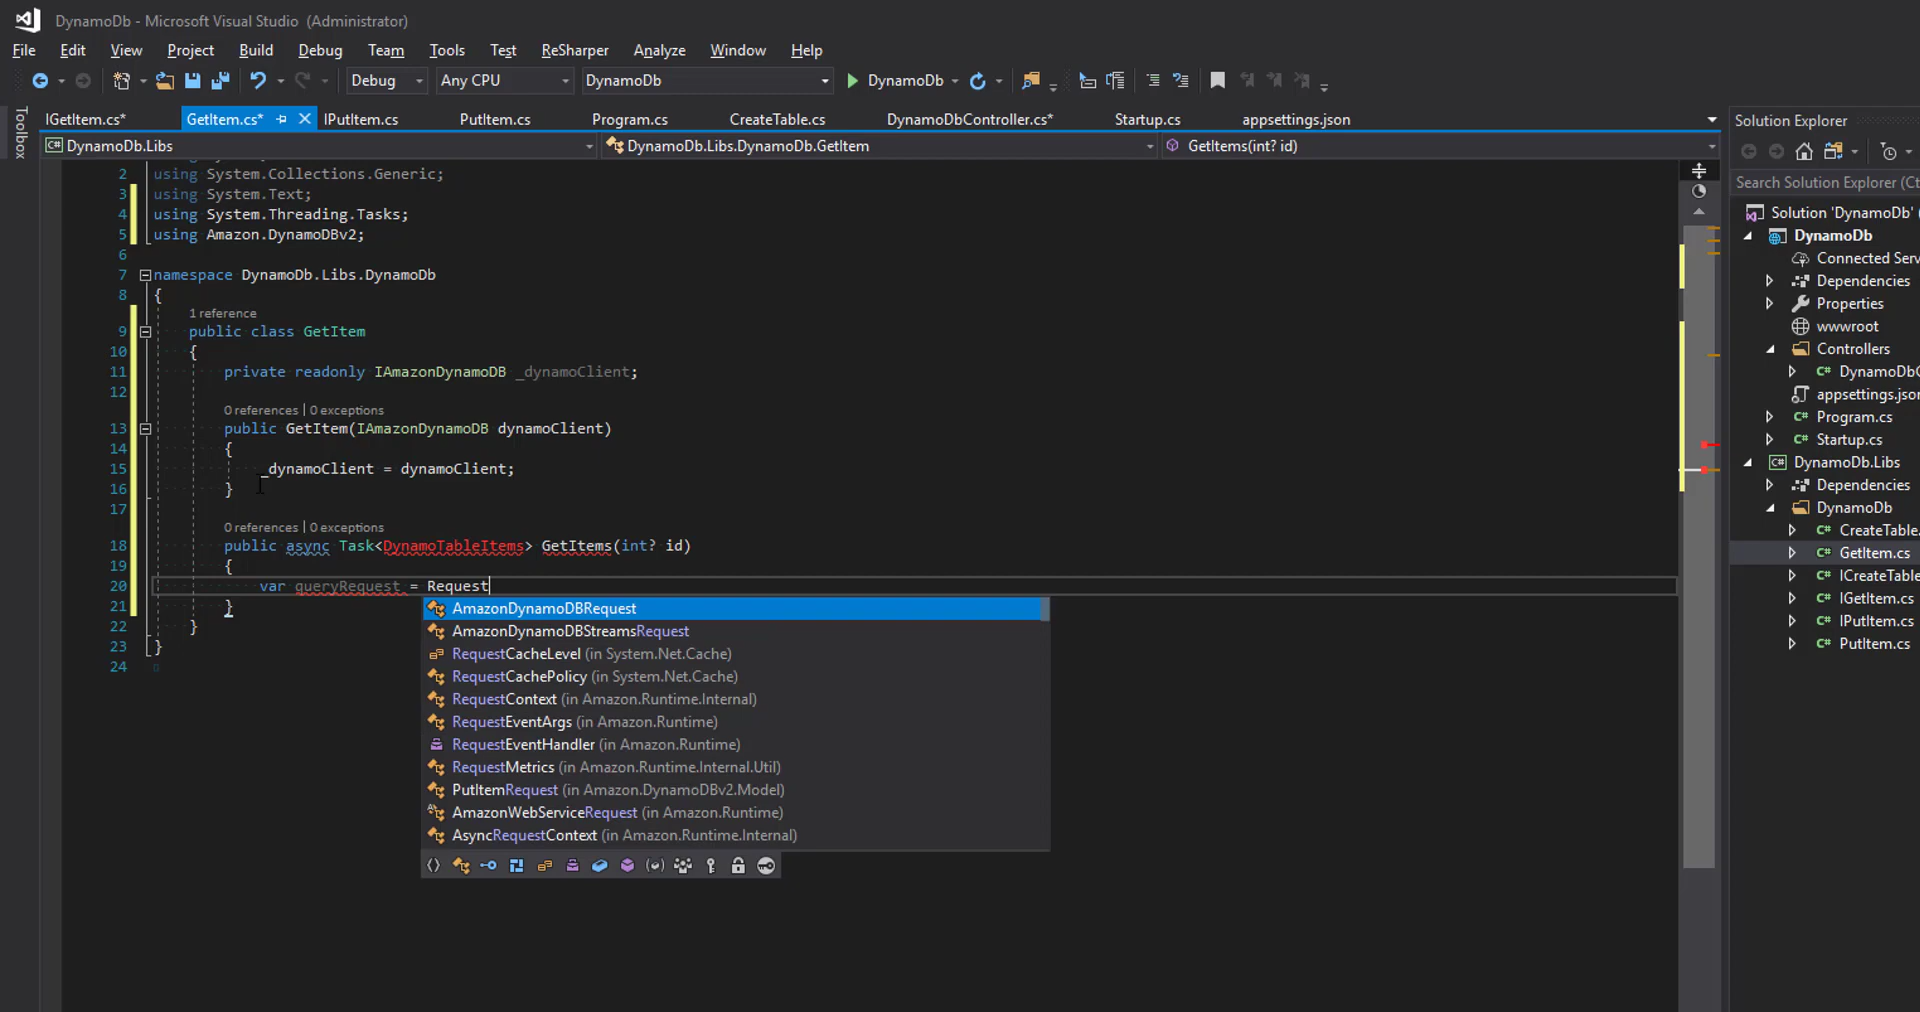 DynamoDb - Microsoft Visual Studio (Administrator)
File Edit View Project Build Debug Team Tools Test ReSharper Analyze Window Help
Debug Any CPU DynamoDb DynamoDb
Toolbox
IGetItem.cs* GetItem.cs* IPutItem.cs PutItem.cs Program.cs CreateTable.cs DynamoDbController.cs* Startup.cs appsettings.json
DynamoDb.Libs DynamoDb.Libs.DynamoDb.GetItem GetItems(int? id)
2 using System.Collections.Generic;
3 using System.Text;
4 using System.Threading.Tasks;
5 using Amazon.DynamoDBv2;
6
7 namespace DynamoDb.Libs.DynamoDb
8 {
1 reference
9 public class GetItem
10 {
11 private readonly IAmazonDynamoDB _dynamoClient;
12
0 references | 0 exceptions
13 public GetItem(IAmazonDynamoDB dynamoClient)
14 {
15 _dynamoClient = dynamoClient;
16 }
17
0 references | 0 exceptions
18 public async Task<DynamoTableItems> GetItems(int? id)
19 {
20 var queryRequest = Request
21 }
22 }
23 }
24
AmazonDynamoDBRequest
AmazonDynamoDBStreamsRequest
RequestCacheLevel (in System.Net.Cache)
RequestCachePolicy (in System.Net.Cache)
RequestContext (in Amazon.Runtime.Internal)
RequestEventArgs (in Amazon.Runtime)
RequestEventHandler (in Amazon.Runtime)
RequestMetrics (in Amazon.Runtime.Internal.Util)
PutItemRequest (in Amazon.DynamoDBv2.Model)
AmazonWebServiceRequest (in Amazon.Runtime)
AsyncRequestContext (in Amazon.Runtime.Internal)
Solution Explorer
Search Solution Explorer (Ct
Solution 'DynamoDb'
DynamoDb
Connected Serv
Dependencies
Properties
wwwroot
Controllers
DynamoDbC
appsettings.jso
Program.cs
Startup.cs
DynamoDb.Libs
Dependencies
DynamoDb
CreateTable.
GetItem.cs
ICreateTable
IGetItem.cs
IPutItem.cs
PutItem.cs